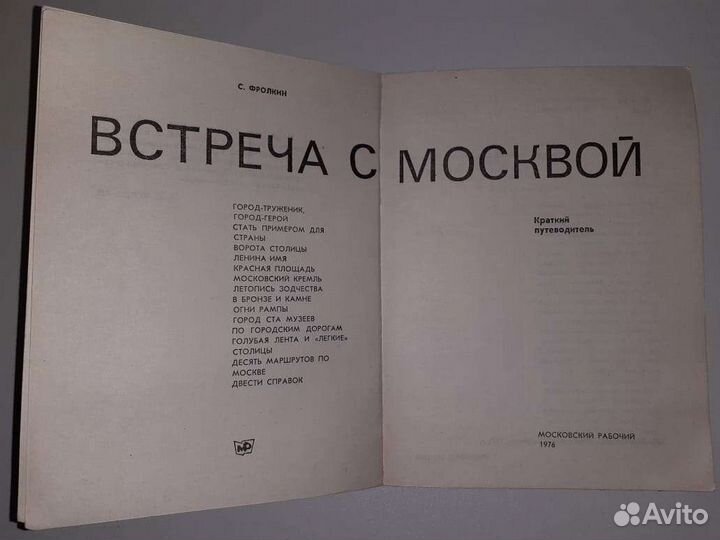 С. ФРОЛКИН
ВСТРЕЧА С МОСКВОЙ
ГОРОД-ТРУЖЕНИК,
ГОРОД-ГЕРОЙ
СТАТЬ ПРИМЕРОМ ДЛЯ
СТРАНЫ
ВОРОТА СТОЛИЦЫ
ЛЕНИНА ИМЯ
КРАСНАЯ ПЛОЩАДЬ
МОСКОВСКИЙ КРЕМЛЬ
ЛЕТОПИСЬ ЗОДЧЕСТВА
В БРОНЗЕ И КАМНЕ
ОГНИ РАМПЫ
ГОРОД СТА МУЗЕЕВ
ПО ГОРОДСКИМ ДОРОГАМ
ГОЛУБАЯ ЛЕНТА И «ЛЕГКИЕ»
СТОЛИЦЫ
ДЕСЯТЬ МАРШРУТОВ ПО
МОСКВЕ
ДВЕСТИ СПРАВОК
МР
Краткий
путеводитель
МОСКОВСКИЙ РАБОЧИЙ
1976
Avito